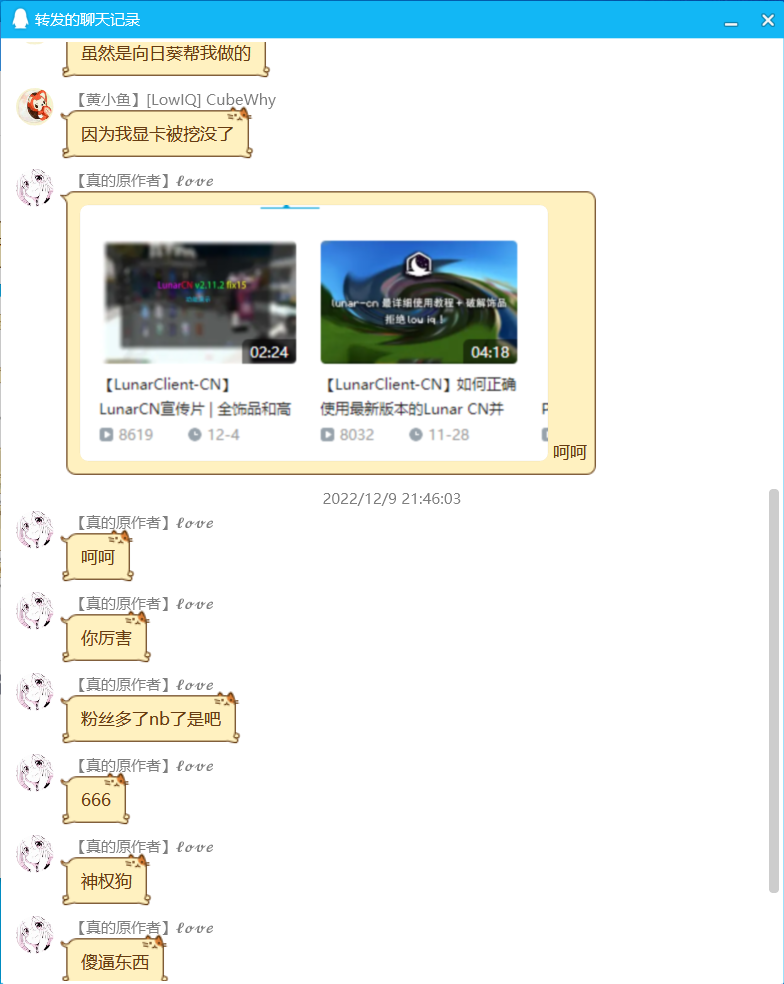 转发的聊天记录
虽然是向日葵帮我做的
【黄小鱼】[LowIQ] CubeWhy
因为我显卡被挖没了
【真的原作者】𝓵𝓸𝓿𝓮
LunarCN v2.11.2 fix15
02:24
lunar-cn 最详细使用教程 + 破解饰品
拒绝low iq !
04:18
【LunarClient-CN】
LunarCN宣传片 | 全饰品和高
8619
12-4
【LunarClient-CN】如何正确
使用最新版本的Lunar CN并
8032
11-28
呵呵
2022/12/9 21:46:03
【真的原作者】𝓵𝓸𝓿𝓮
呵呵
【真的原作者】𝓵𝓸𝓿𝓮
你厉害
【真的原作者】𝓵𝓸𝓿𝓮
粉丝多了nb了是吧
【真的原作者】𝓵𝓸𝓿𝓮
666
【真的原作者】𝓵𝓸𝓿𝓮
神权狗
【真的原作者】𝓵𝓸𝓿𝓮
傻逼东西